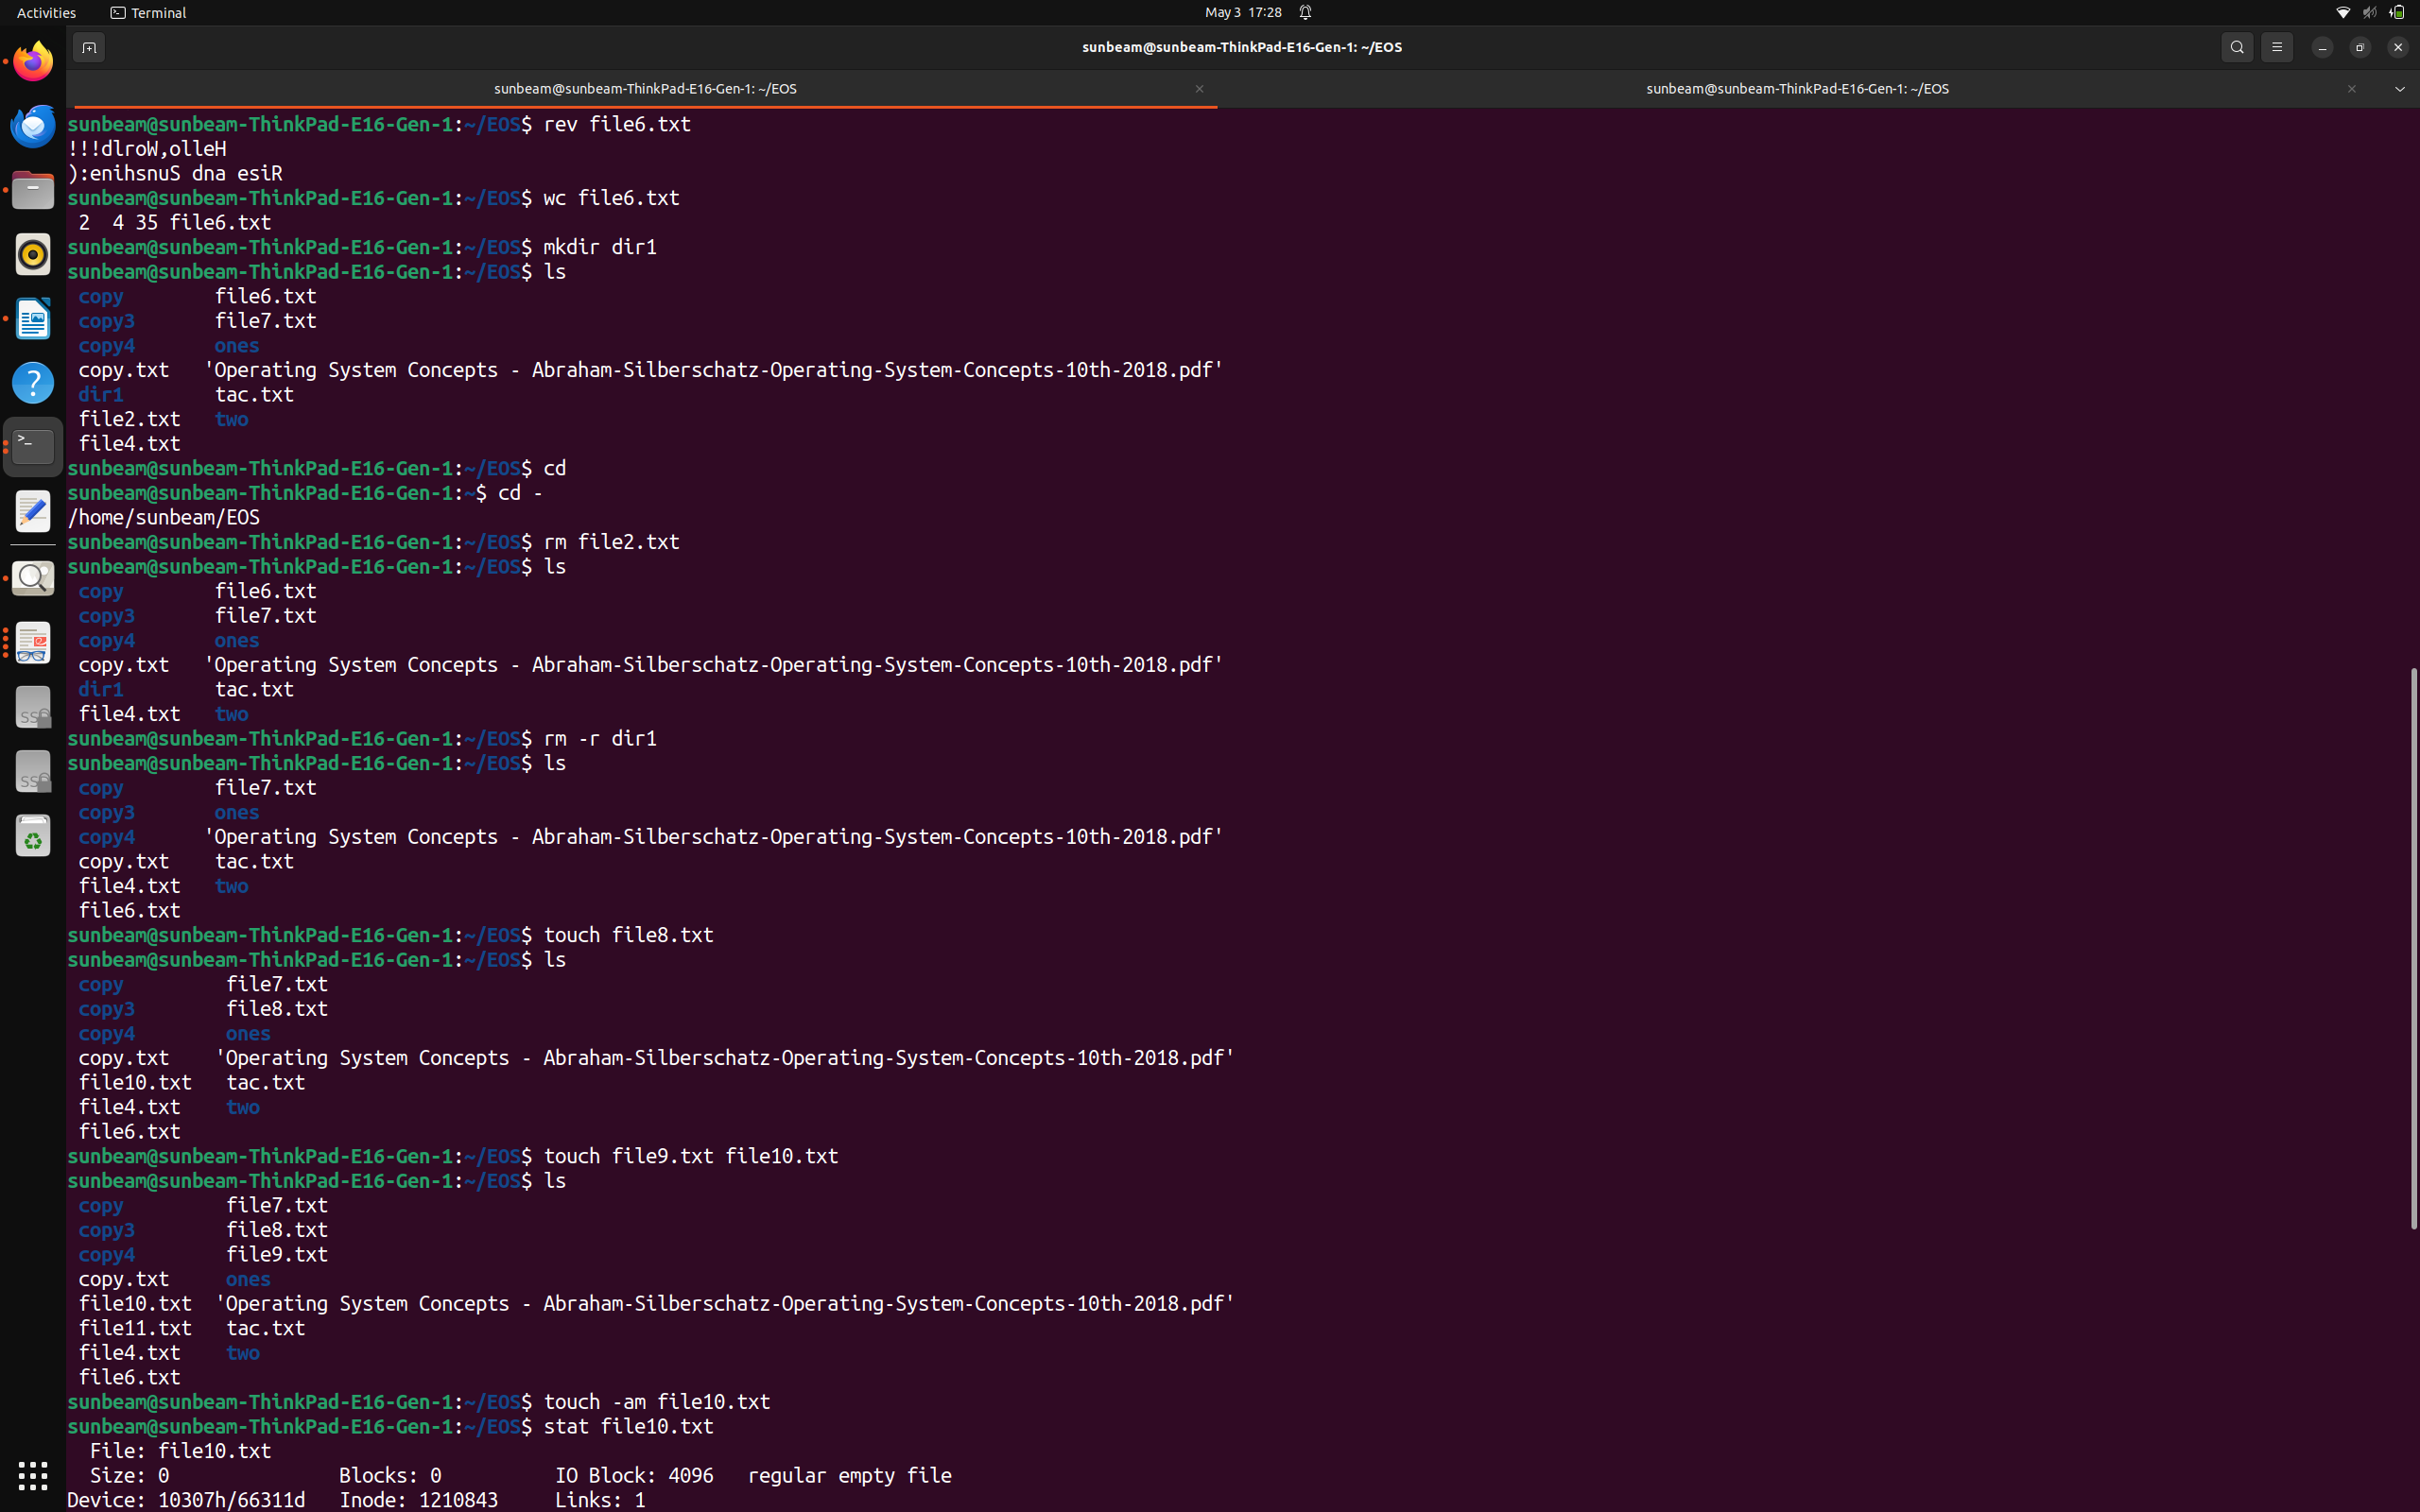 Activities Terminal May 3 17:28
sunbeam@sunbeam-ThinkPad-E16-Gen-1: ~/EOS
sunbeam@sunbeam-ThinkPad-E16-Gen-1: ~/EOS sunbeam@sunbeam-ThinkPad-E16-Gen-1: ~/EOS
sunbeam@sunbeam-ThinkPad-E16-Gen-1:~/EOS$ rev file6.txt
!!!dlroW,olleH
):enihsnuS dna esiR
sunbeam@sunbeam-ThinkPad-E16-Gen-1:~/EOS$ wc file6.txt
 2  4 35 file6.txt
sunbeam@sunbeam-ThinkPad-E16-Gen-1:~/EOS$ mkdir dir1
sunbeam@sunbeam-ThinkPad-E16-Gen-1:~/EOS$ ls
 copy        file6.txt
 copy3       file7.txt
 copy4       ones
 copy.txt   'Operating System Concepts - Abraham-Silberschatz-Operating-System-Concepts-10th-2018.pdf'
 dir1        tac.txt
 file2.txt   two
 file4.txt
sunbeam@sunbeam-ThinkPad-E16-Gen-1:~/EOS$ cd
sunbeam@sunbeam-ThinkPad-E16-Gen-1:~$ cd -
/home/sunbeam/EOS
sunbeam@sunbeam-ThinkPad-E16-Gen-1:~/EOS$ rm file2.txt
sunbeam@sunbeam-ThinkPad-E16-Gen-1:~/EOS$ ls
 copy        file6.txt
 copy3       file7.txt
 copy4       ones
 copy.txt   'Operating System Concepts - Abraham-Silberschatz-Operating-System-Concepts-10th-2018.pdf'
 dir1        tac.txt
 file4.txt   two
sunbeam@sunbeam-ThinkPad-E16-Gen-1:~/EOS$ rm -r dir1
sunbeam@sunbeam-ThinkPad-E16-Gen-1:~/EOS$ ls
 copy        file7.txt
 copy3       ones
 copy4      'Operating System Concepts - Abraham-Silberschatz-Operating-System-Concepts-10th-2018.pdf'
 copy.txt    tac.txt
 file4.txt   two
 file6.txt
sunbeam@sunbeam-ThinkPad-E16-Gen-1:~/EOS$ touch file8.txt
sunbeam@sunbeam-ThinkPad-E16-Gen-1:~/EOS$ ls
 copy         file7.txt
 copy3        file8.txt
 copy4        ones
 copy.txt    'Operating System Concepts - Abraham-Silberschatz-Operating-System-Concepts-10th-2018.pdf'
 file10.txt   tac.txt
 file4.txt    two
 file6.txt
sunbeam@sunbeam-ThinkPad-E16-Gen-1:~/EOS$ touch file9.txt file10.txt
sunbeam@sunbeam-ThinkPad-E16-Gen-1:~/EOS$ ls
 copy         file7.txt
 copy3        file8.txt
 copy4        file9.txt
 copy.txt     ones
 file10.txt  'Operating System Concepts - Abraham-Silberschatz-Operating-System-Concepts-10th-2018.pdf'
 file11.txt   tac.txt
 file4.txt    two
 file6.txt
sunbeam@sunbeam-ThinkPad-E16-Gen-1:~/EOS$ touch -am file10.txt
sunbeam@sunbeam-ThinkPad-E16-Gen-1:~/EOS$ stat file10.txt
  File: file10.txt
  Size: 0               Blocks: 0          IO Block: 4096   regular empty file
Device: 10307h/66311d   Inode: 1210843     Links: 1